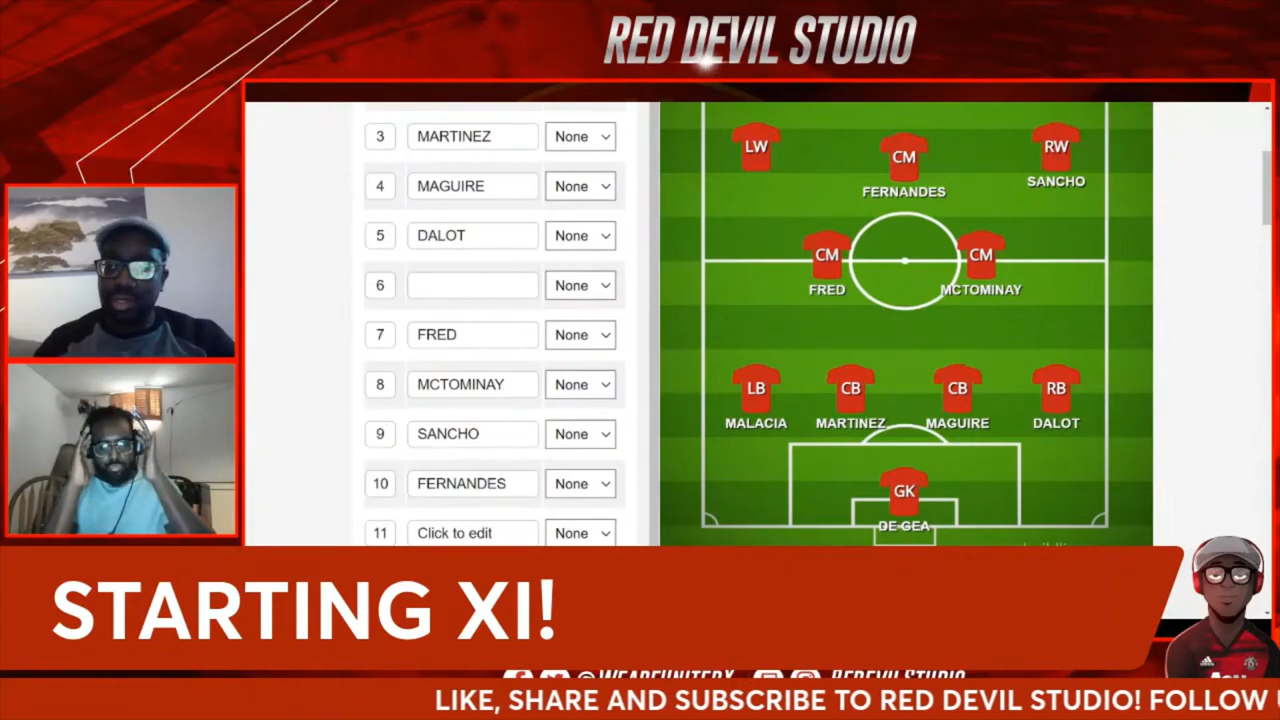 RED DEVIL STUDIO
3 MARTINEZ None
4 MAGUIRE None
5 DALOT None
6 None
7 FRED None
8 MCTOMINAY None
9 SANCHO None
10 FERNANDES None
11 Click to edit None
LW CM RW
FERNANDES SANCHO
CM CM
FRED MCTOMINAY
LB CB CB RB
MALACIA MARTINEZ MAGUIRE DALOT
GK
DE GEA
STARTING XI!
REDEVILSTUDIO
LIKE, SHARE AND SUBSCRIBE TO RED DEVIL STUDIO! FOLLOW